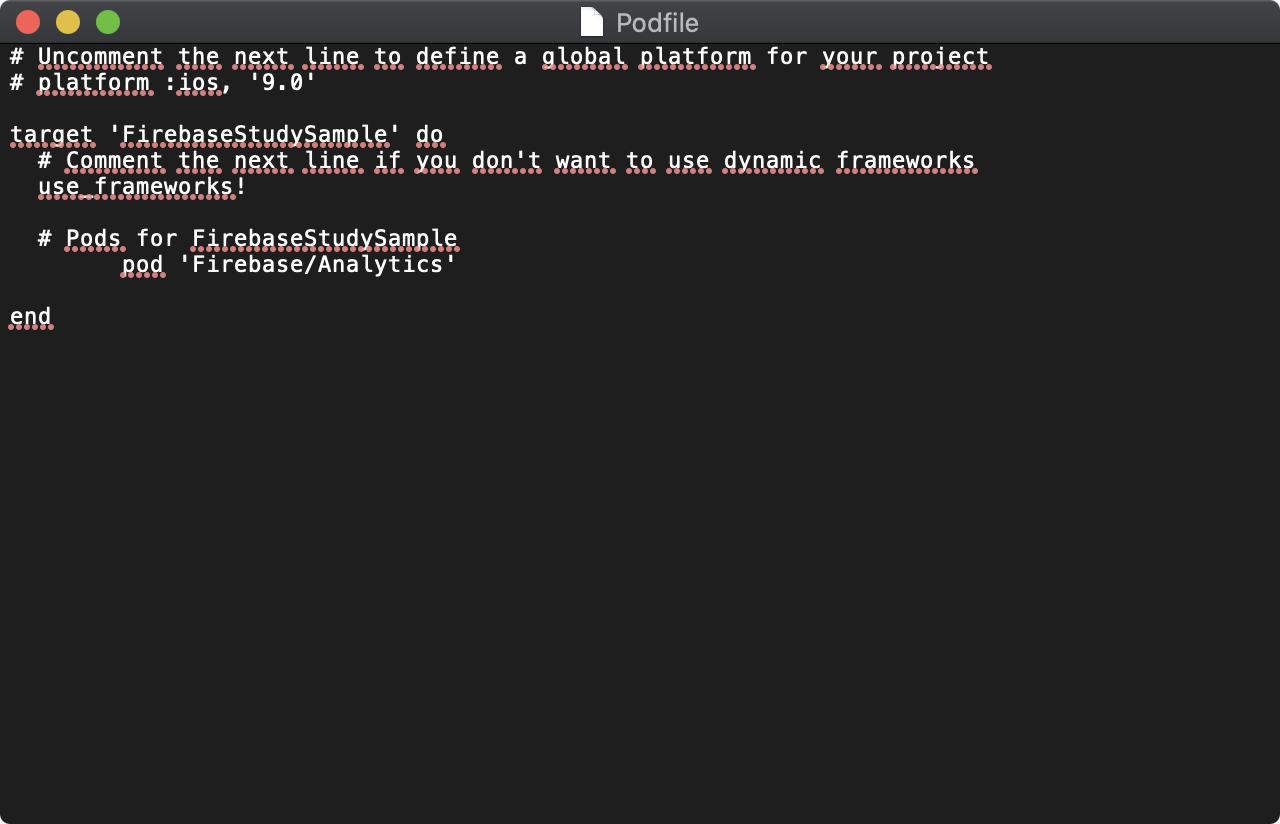 Podfile
# Uncomment the next line to define a global platform for your project
# platform :ios, '9.0'
target 'FirebaseStudySample' do
# Comment the next line if you don't want to use dynamic frameworks
use_frameworks!
# Pods for FirebaseStudySample
pod 'Firebase/Analytics'
end